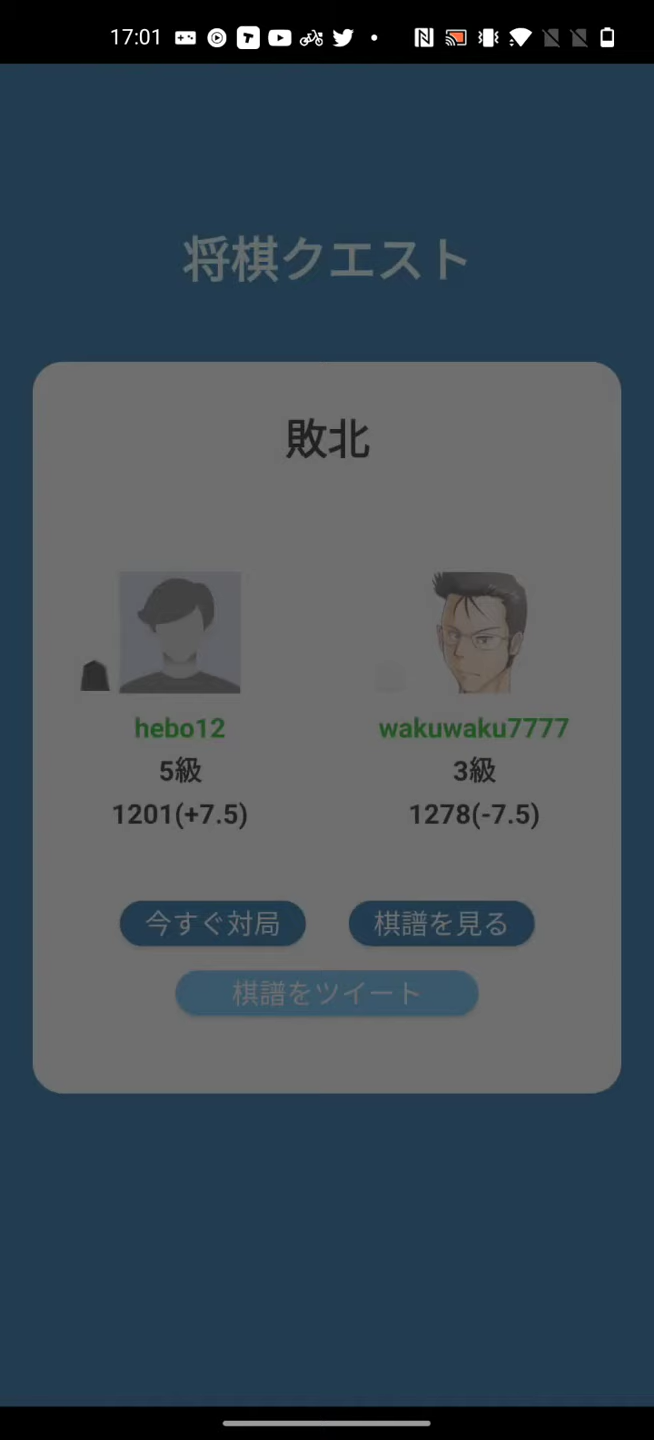 17:01
将棋クエスト
敗北
hebo12
wakuwaku7777
5級
3級
1201(+7.5)
1278(-7.5)
今すぐ対局
棋譜を見る
棋譜をツイート